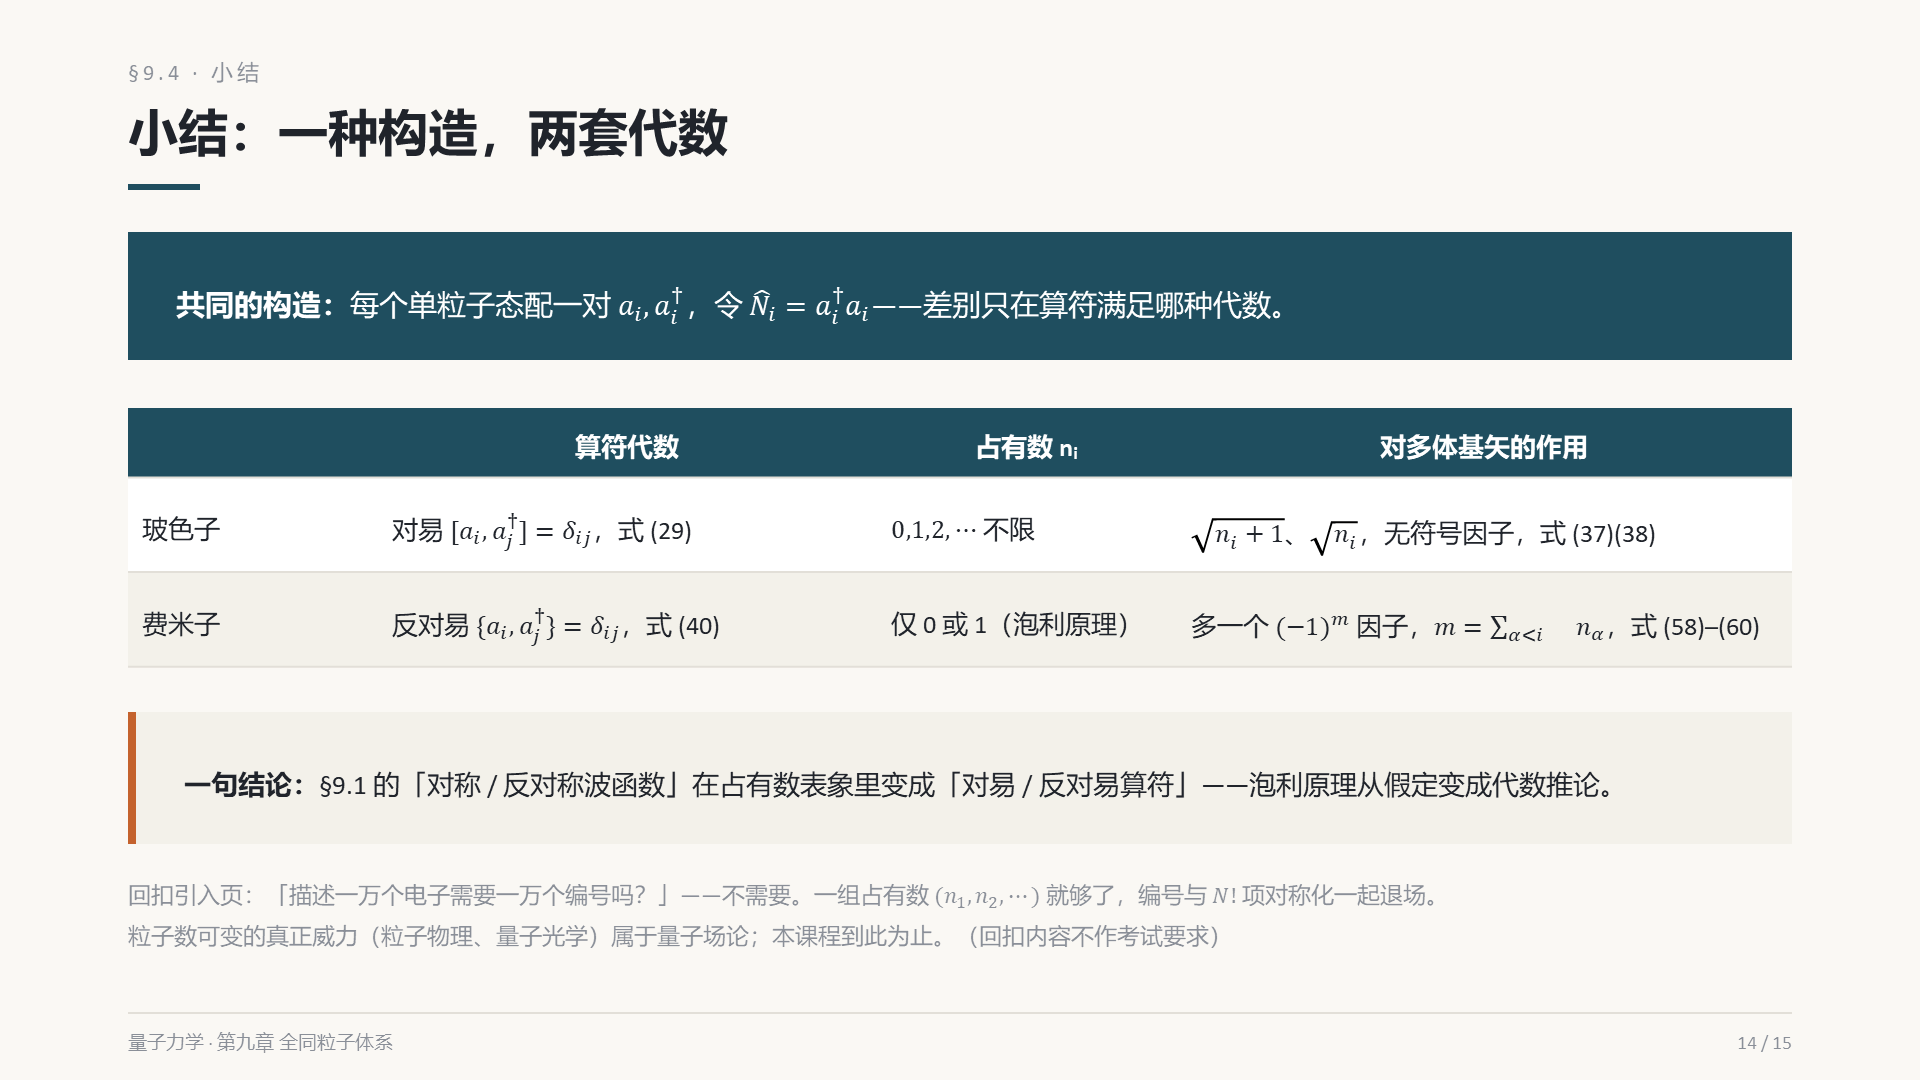 §9.4 · 小结
小结：一种构造，两套代数
共同的构造：每个单粒子态配一对 aᵢ, aᵢ†，令 N̂ᵢ = aᵢ†aᵢ——差别只在算符满足哪种代数。
算符代数 占有数 nᵢ 对多体基矢的作用
玻色子 对易 [aᵢ, aⱼ†] = δᵢⱼ，式 (29) 0,1,2, ⋯ 不限 √(nᵢ + 1)、√nᵢ，无符号因子，式 (37)(38)
费米子 反对易 {aᵢ, aⱼ†} = δᵢⱼ，式 (40) 仅 0 或 1（泡利原理） 多一个 (−1)ᵐ 因子，m = ∑_{α<i} n_α，式 (58)–(60)
一句结论：§9.1 的「对称 / 反对称波函数」在占有数表象里变成「对易 / 反对易算符」——泡利原理从假定变成代数推论。
回扣引入页：「描述一万个电子需要一万个编号吗？」——不需要。一组占有数 (n₁, n₂, ⋯) 就够了，编号与 N! 项对称化一起退场。
粒子数可变的真正威力（粒子物理、量子光学）属于量子场论；本课程到此为止。（回扣内容不作考试要求）
量子力学 · 第九章 全同粒子体系
14 / 15